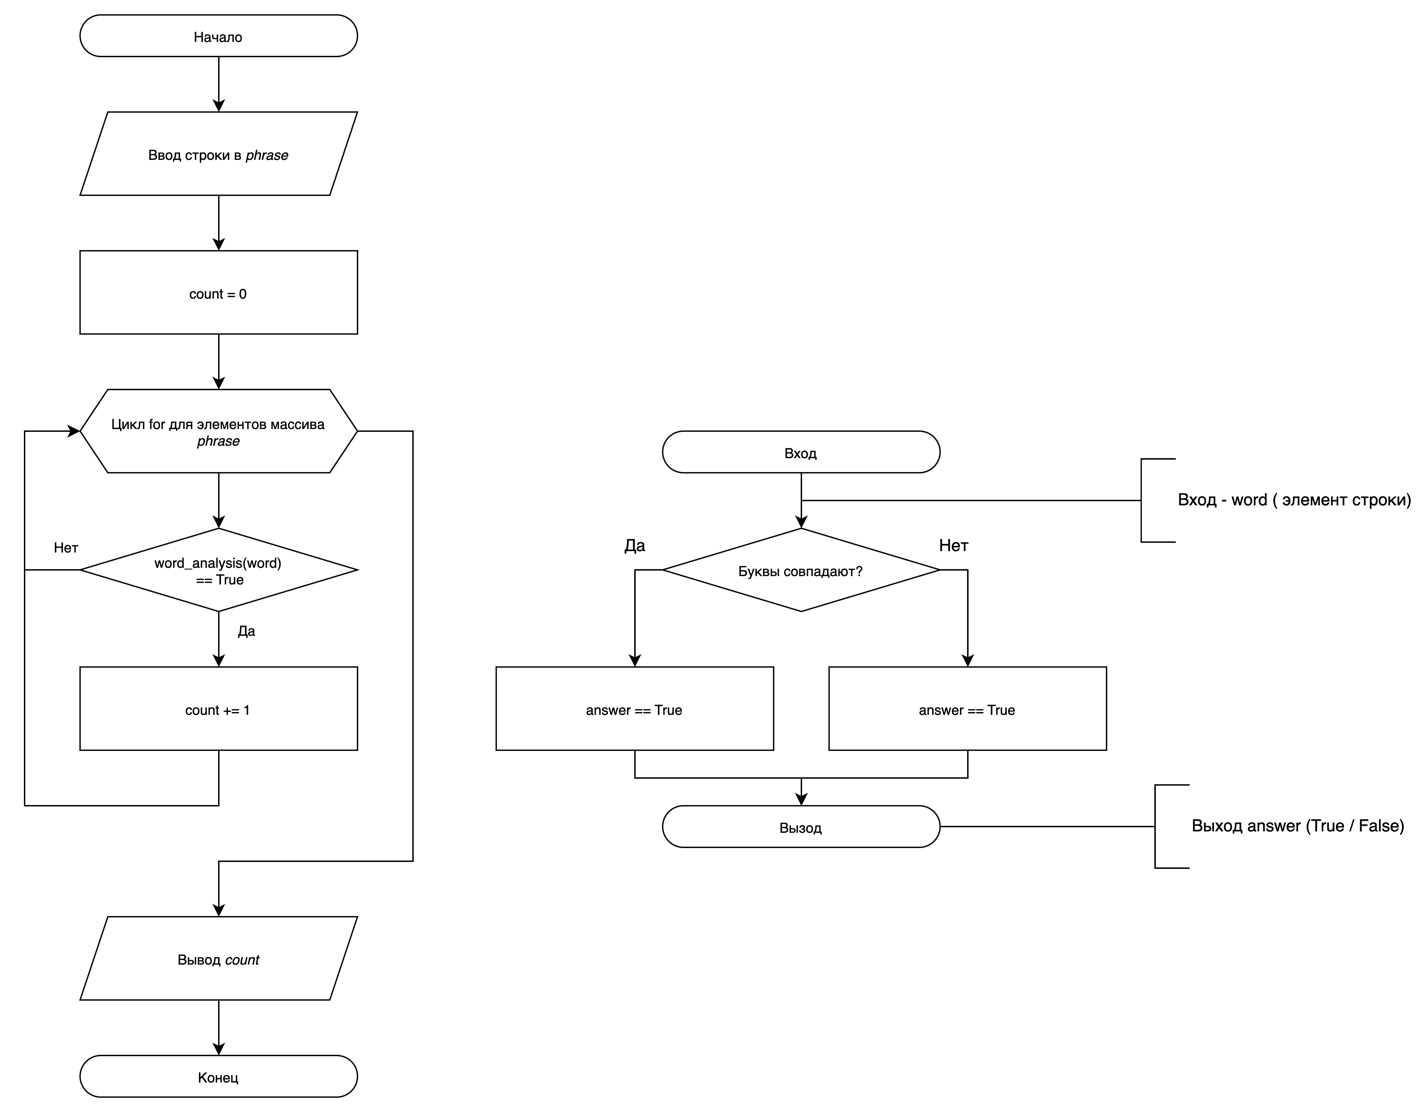 Начало
Ввод строки в phrase
count = 0
Цикл for для элементов массива
phrase
Нет
word_analysis(word)
== True
Да
count += 1
Вывод count
Конец
Вход
Вход - word ( элемент строки)
Да
Нет
Буквы совпадают?
answer == True
answer == True
Вызод
Выход answer (True / False)